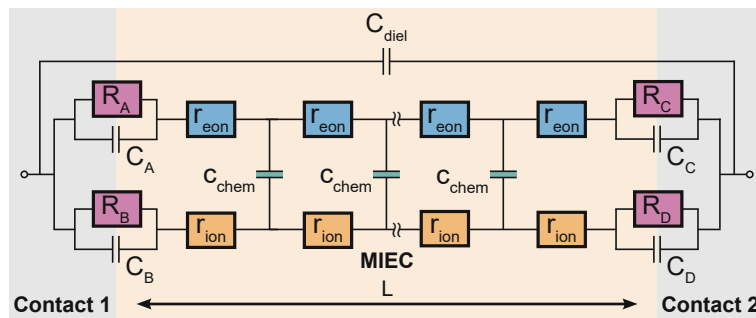 C_diel
R_A
R_C
r_eon
r_eon
r_eon
r_eon
C_A
C_C
c_chem
c_chem
c_chem
R_B
R_D
r_ion
r_ion
r_ion
r_ion
C_B
MIEC
C_D
Contact 1
L
Contact 2